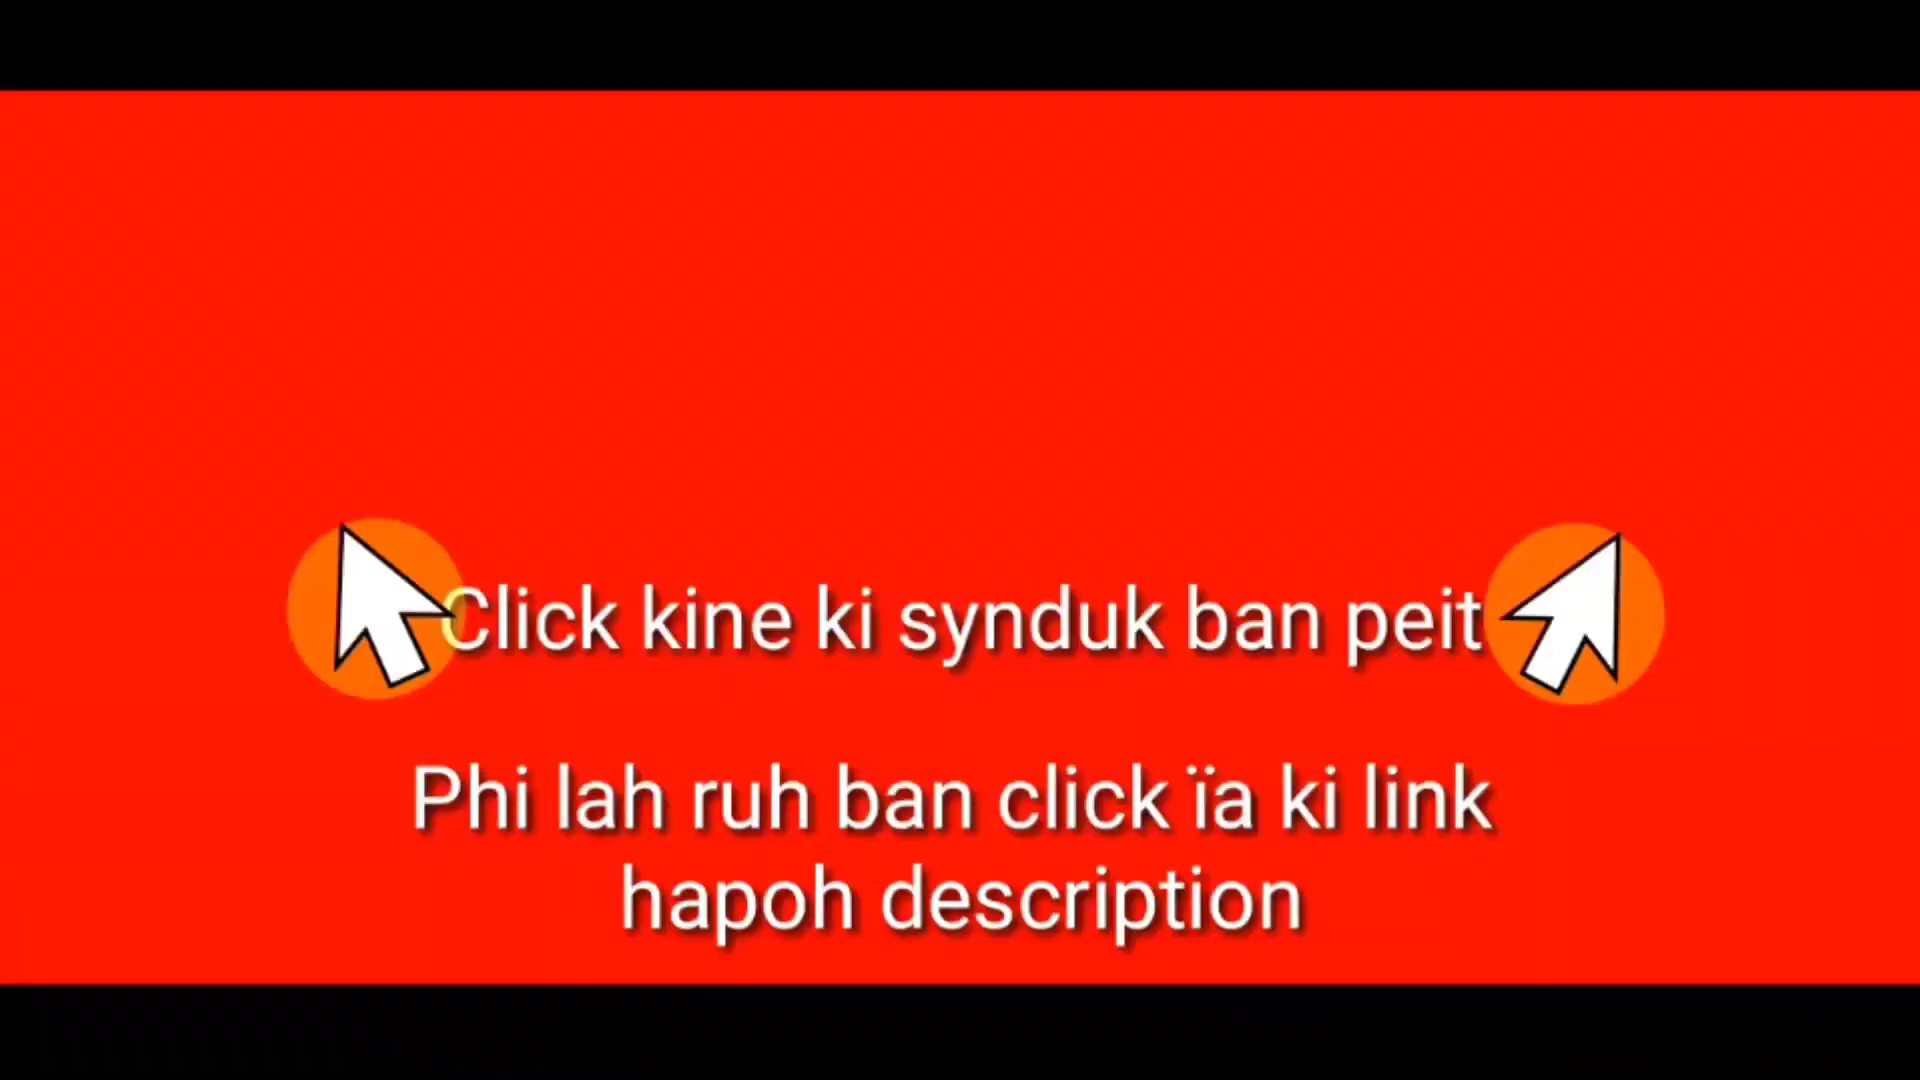 Click kine ki synduk ban peit
Phi lah ruh ban click ïa ki link
hapoh description